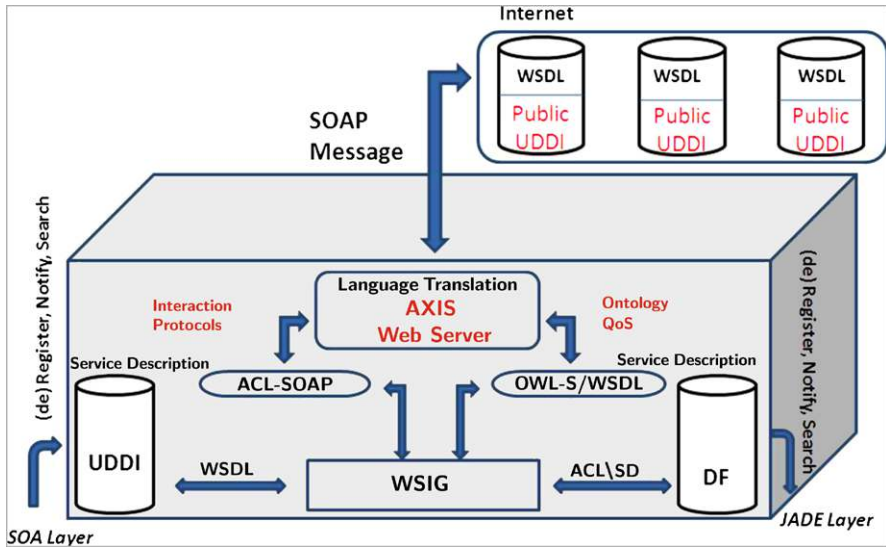 Internet
WSDL
Public
UDDI
WSDL
Public
UDDI
WSDL
Public
UDDI
SOAP
Message
(de) Register, Notify, Search
(de) Register, Notify, Search
Language Translation
AXIS
Web Server
Interaction
Protocols
Ontology
QoS
Service Description
Service Description
ACL-SOAP
OWL-S/WSDL
UDDI
WSDL
WSIG
ACL\SD
DF
SOA Layer
JADE Layer